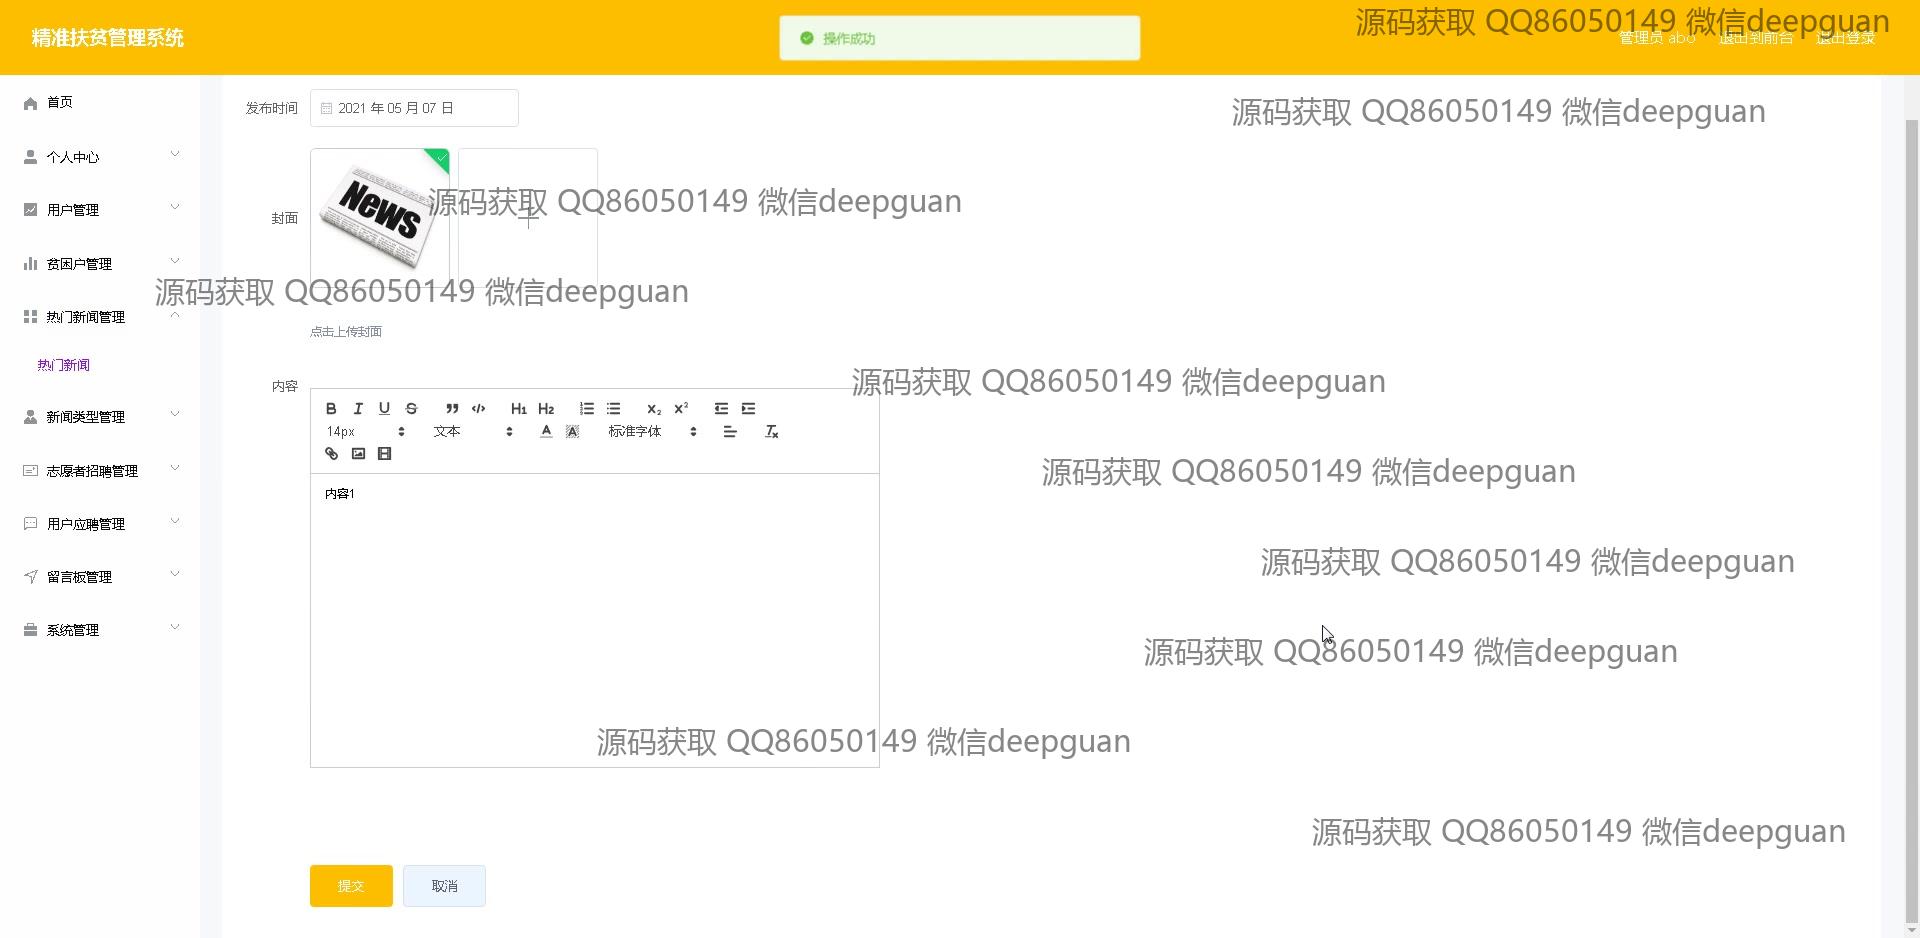 精准扶贫管理系统
操作成功
源码获取 QQ86050149 微信deepguan
管理员 abo
退出到前台
退出登录
首页
个人中心
用户管理
贫困户管理
热门新闻管理
热门新闻
新闻类型管理
志愿者招聘管理
用户应聘管理
留言板管理
系统管理
发布时间
2021 年 05 月 07 日
源码获取 QQ86050149 微信deepguan
封面
News
源码获取 QQ86050149 微信deepguan
源码获取 QQ86050149 微信deepguan
点击上传封面
内容
源码获取 QQ86050149 微信deepguan
B I U S H1 H2 x₂ x²
14px 文本 A A 标准字体 Tx
源码获取 QQ86050149 微信deepguan
内容1
源码获取 QQ86050149 微信deepguan
源码获取 QQ86050149 微信deepguan
源码获取 QQ86050149 微信deepguan
源码获取 QQ86050149 微信deepguan
提交
取消